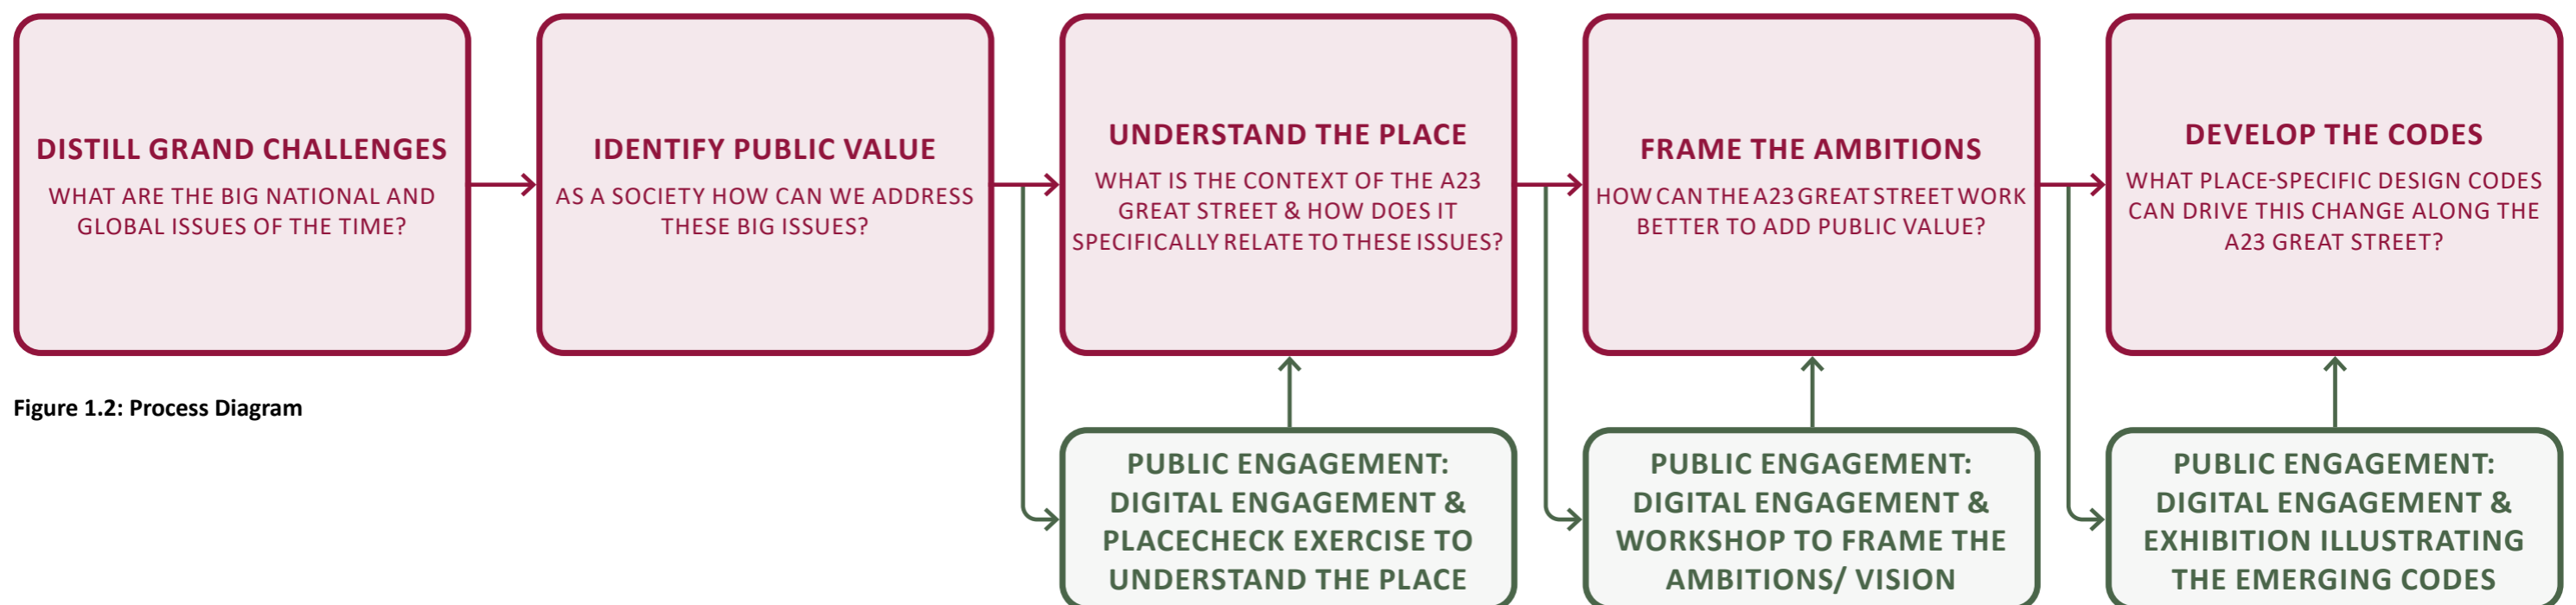 DISTILL GRAND CHALLENGES
WHAT ARE THE BIG NATIONAL AND
GLOBAL ISSUES OF THE TIME?
IDENTIFY PUBLIC VALUE
AS A SOCIETY HOW CAN WE ADDRESS
THESE BIG ISSUES?
UNDERSTAND THE PLACE
WHAT IS THE CONTEXT OF THE A23
GREAT STREET & HOW DOES IT
SPECIFICALLY RELATE TO THESE ISSUES?
FRAME THE AMBITIONS
HOW CAN THE A23 GREAT STREET WORK
BETTER TO ADD PUBLIC VALUE?
DEVELOP THE CODES
WHAT PLACE-SPECIFIC DESIGN CODES
CAN DRIVE THIS CHANGE ALONG THE
A23 GREAT STREET?
Figure 1.2: Process Diagram
PUBLIC ENGAGEMENT:
DIGITAL ENGAGEMENT &
PLACECHECK EXERCISE TO
UNDERSTAND THE PLACE
PUBLIC ENGAGEMENT:
DIGITAL ENGAGEMENT &
WORKSHOP TO FRAME THE
AMBITIONS/ VISION
PUBLIC ENGAGEMENT:
DIGITAL ENGAGEMENT &
EXHIBITION ILLUSTRATING
THE EMERGING CODES